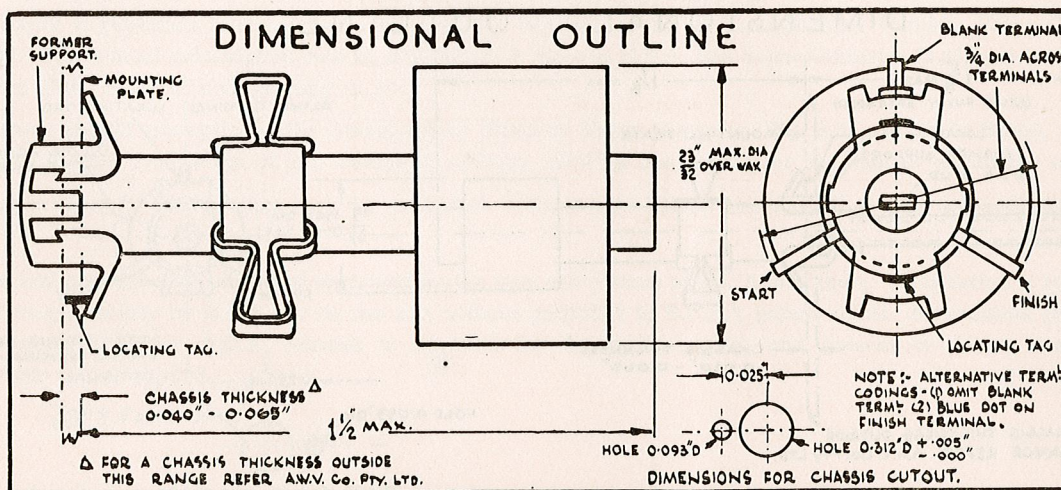 DIMENSIONAL OUTLINE
FORMER
SUPPORT.
MOUNTING
PLATE.
LOCATING TAG.
CHASSIS THICKNESS Δ
0.040" - 0.065"
1½" MAX.
Δ FOR A CHASSIS THICKNESS OUTSIDE
THIS RANGE REFER A.W.V. CO. PTY. LTD.
23/32" MAX. DIA
OVER WAX
BLANK TERMINAL
¾" DIA. ACROSS
TERMINALS
START
FINISH
LOCATING TAG
NOTE:- ALTERNATIVE TERM:
CODINGS - (1) OMIT BLANK
TERM: (2) BLUE DOT ON
FINISH TERMINAL.
0.025"
HOLE 0.093"D
HOLE 0.312"D + .005"
- .000"
DIMENSIONS FOR CHASSIS CUTOUT.